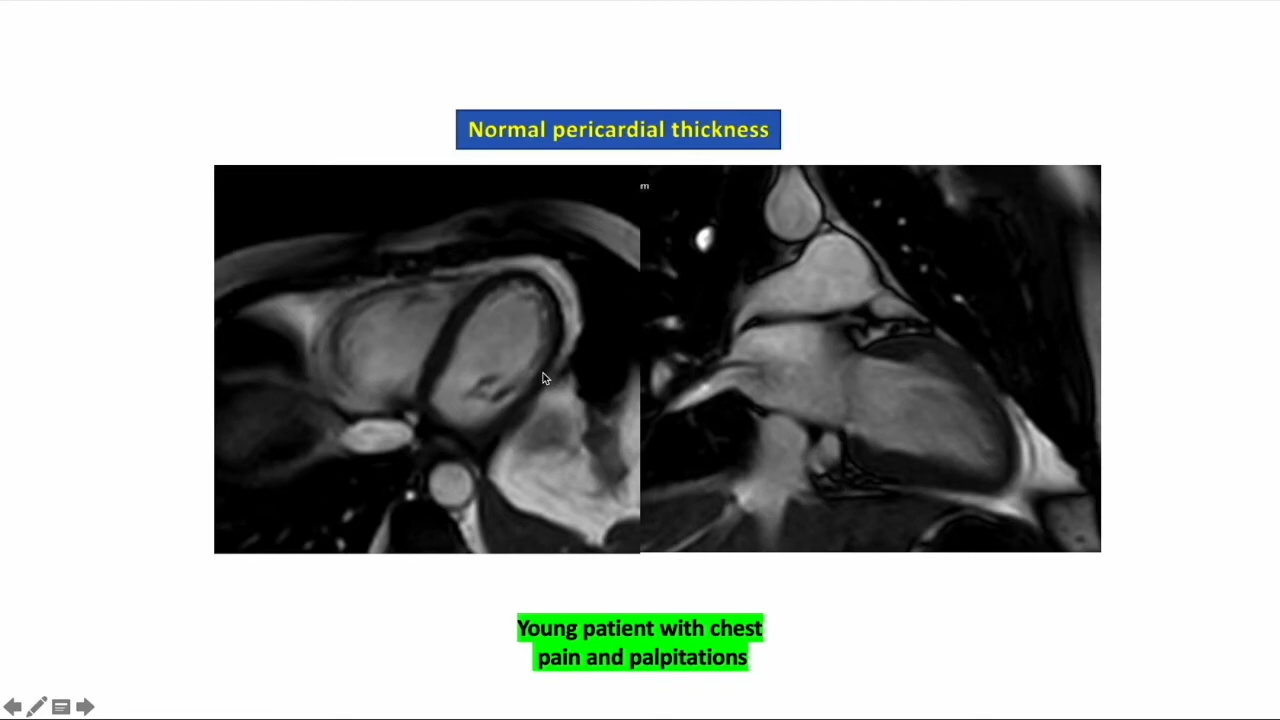 Normal pericardial thickness
m
Young patient with chest
pain and palpitations